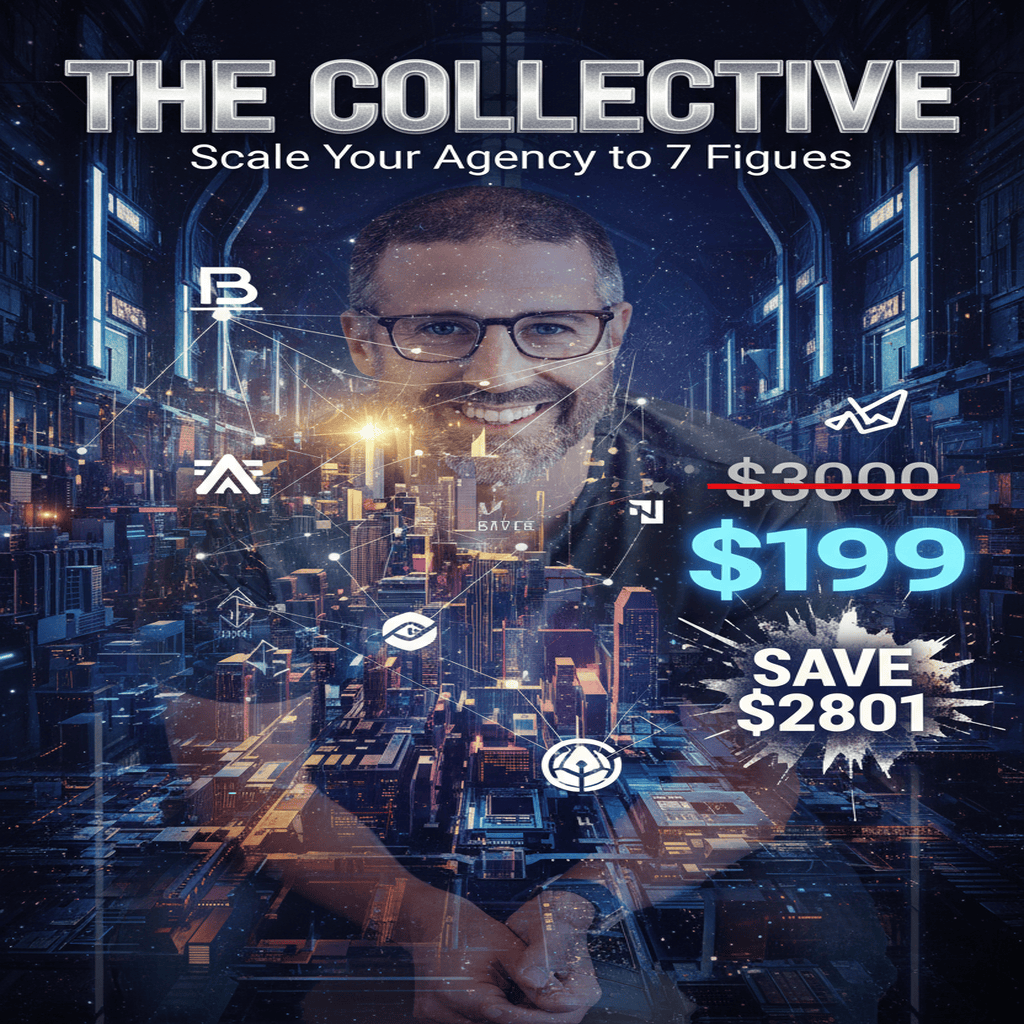 THE COLLECTIVE
Scale Your Agency to 7 Figues
B
$3000
$199
SAVE
$2801